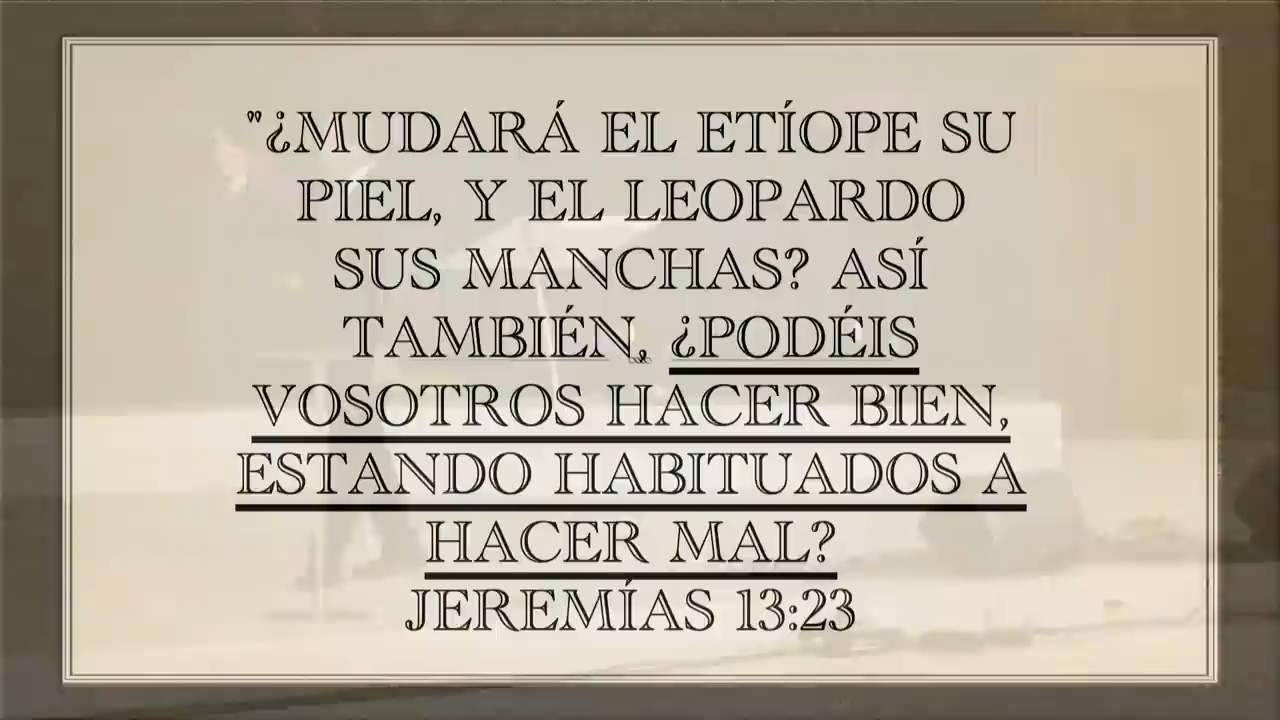 "¿MUDARÁ EL ETÍOPE SU
PIEL, Y EL LEOPARDO
SUS MANCHAS? ASÍ
TAMBIÉN, ¿PODÉIS
VOSOTROS HACER BIEN,
ESTANDO HABITUADOS A
HACER MAL?
JEREMÍAS 13:23